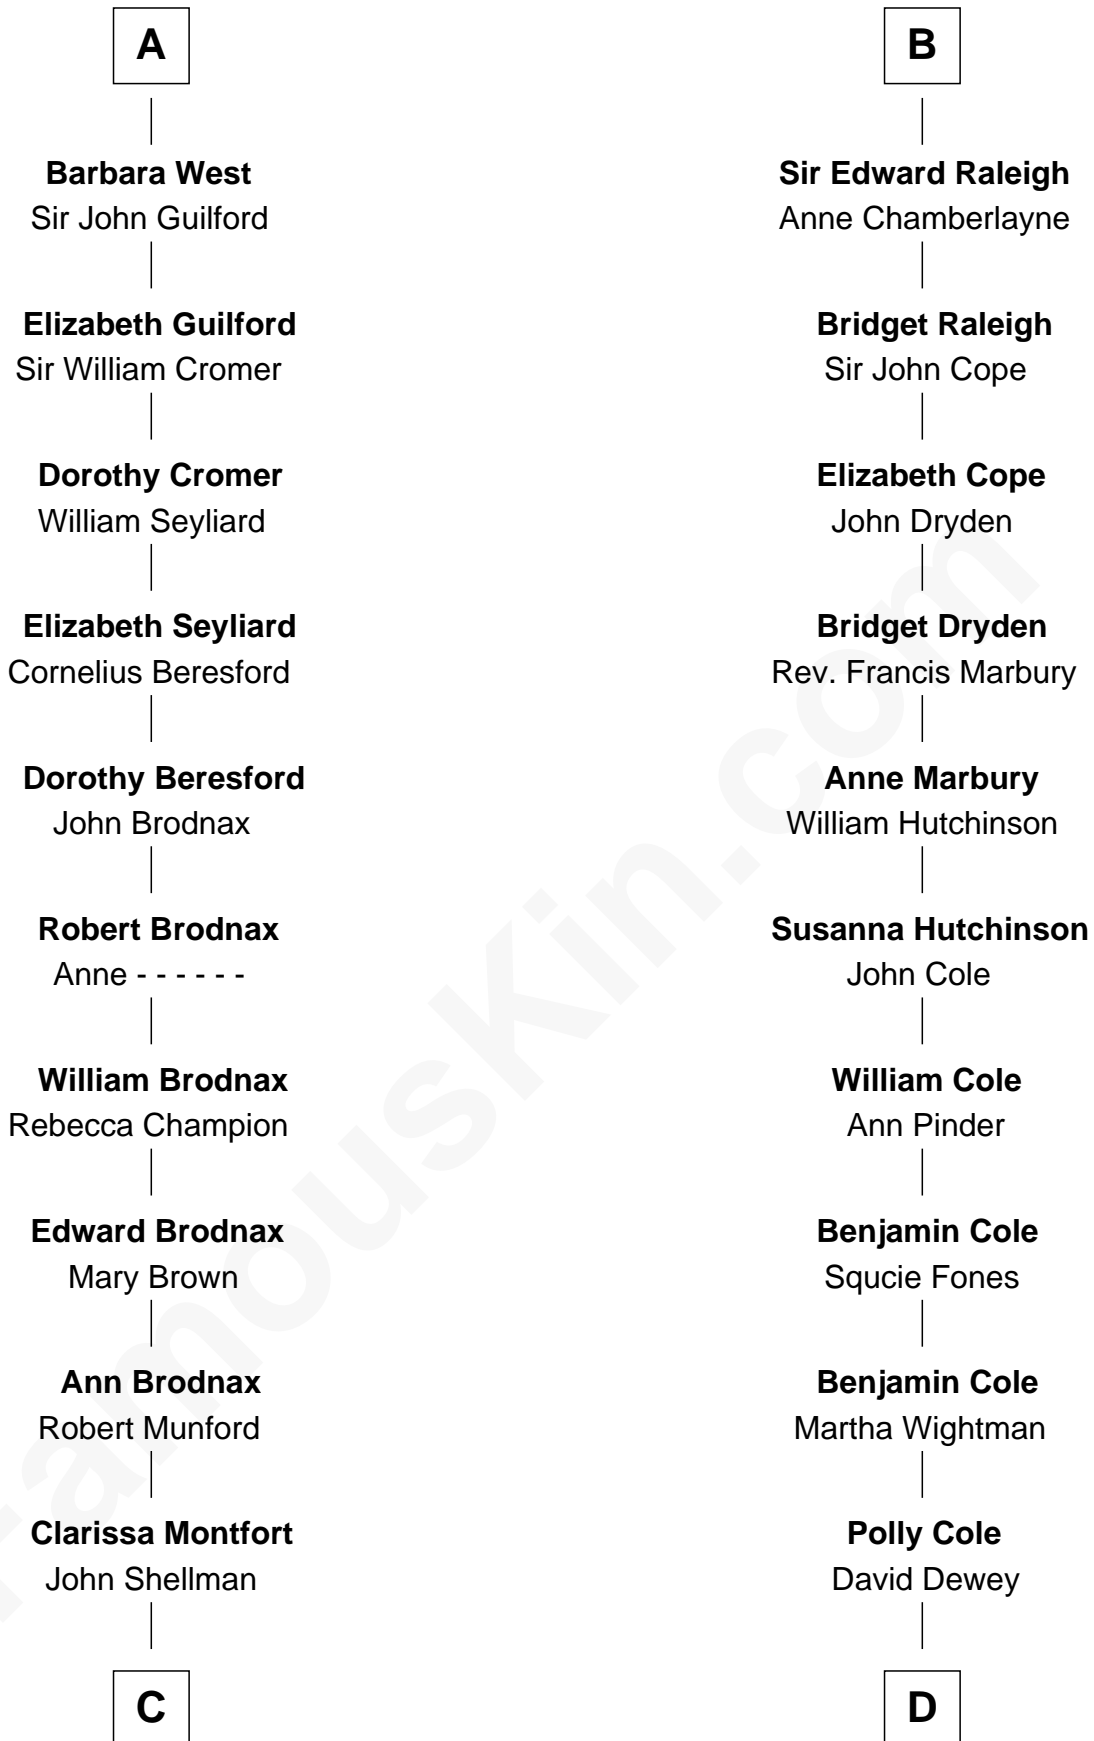 A
Barbara West
Sir John Guilford
Elizabeth Guilford
Sir William Cromer
Dorothy Cromer
William Seyliard
Elizabeth Seyliard
Cornelius Beresford
Dorothy Beresford
John Brodnax
Robert Brodnax
Anne - - - - - -
William Brodnax
Rebecca Champion
Edward Brodnax
Mary Brown
Ann Brodnax
Robert Munford
Clarissa Montfort
John Shellman
C
B
Sir Edward Raleigh
Anne Chamberlayne
Bridget Raleigh
Sir John Cope
Elizabeth Cope
John Dryden
Bridget Dryden
Rev. Francis Marbury
Anne Marbury
William Hutchinson
Susanna Hutchinson
John Cole
William Cole
Ann Pinder
Benjamin Cole
Squcie Fones
Benjamin Cole
Martha Wightman
Polly Cole
David Dewey
D
FamousKin.com